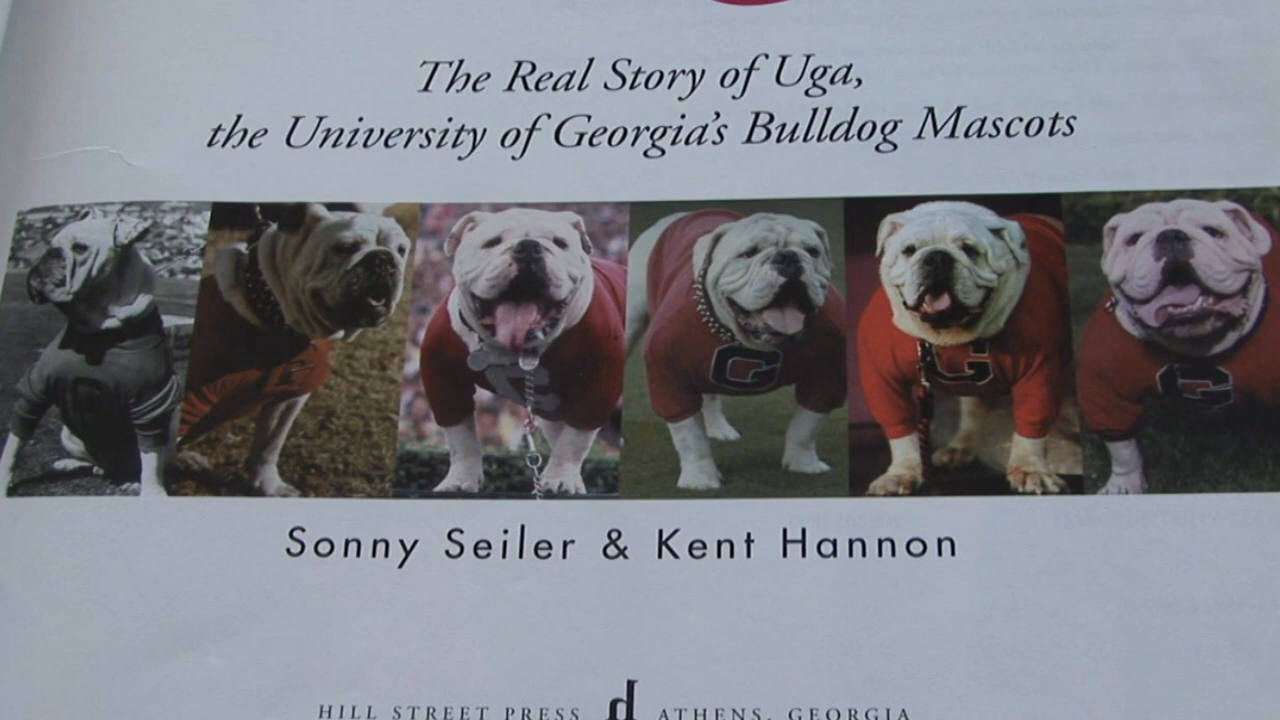 The Real Story of Uga,
the University of Georgia's Bulldog Mascots
G
G
G
Sonny Seiler & Kent Hannon
HILL STREET PRESS ATHENS, GEORGIA